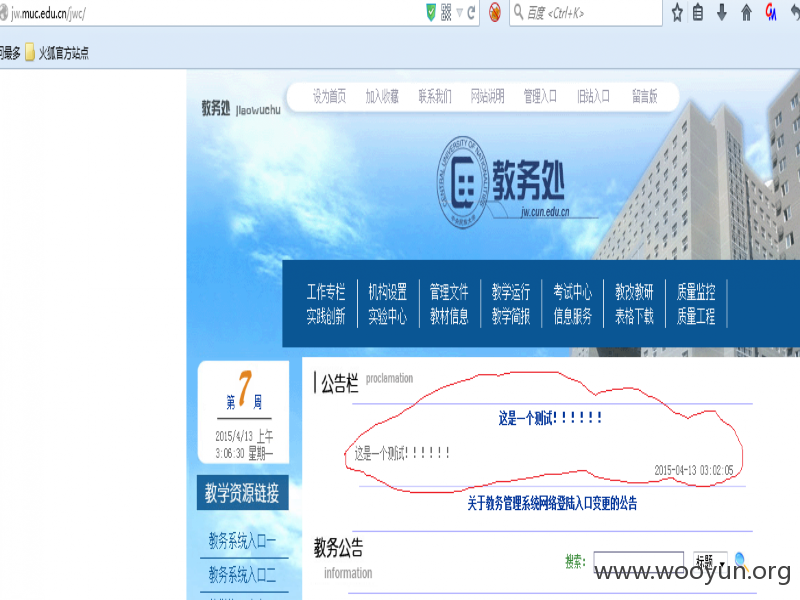 jw.muc.edu.cn/jwc/
百度 <Ctrl+K>
问最多 火狐官方站点
教务处 Jiaowuchu
设为首页 加入收藏 联系我们 网站说明 管理入口 旧站入口 留言版
CENTRAL UNIVERSITY OF NATIONALITIES
教务处
jw.cun.edu.cn
工作专栏 机构设置 管理文件 教学运行 考试中心 教改教研 质量监控
实践创新 实验中心 教材信息 教学简报 信息服务 表格下载 质量工程
第 7 周
2015/4/13 上午
3:06:30 星期一
教学资源链接
教务系统入口一
教务系统入口二
公告栏 proclamation
这是一个测试!!!!!!
这是一个测试!!!!!!
2015-04-13 03:02:05
关于教务管理系统网络登陆入口变更的公告
教务公告
information
搜索: 标题
www.wooyun.org